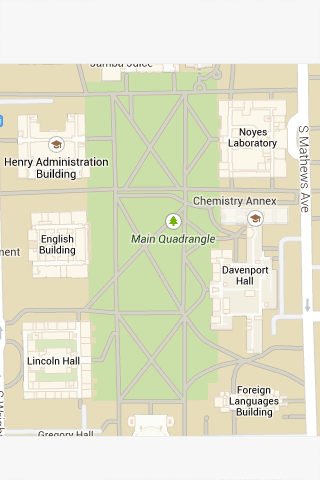 Jamba Juice
Noyes
Laboratory
S Mathews Ave
Henry Administration
Building
Chemistry Annex
Main Quadrangle
English
Building
Davenport
Hall
Lincoln Hall
Foreign
Languages
Building
Gregory Hall